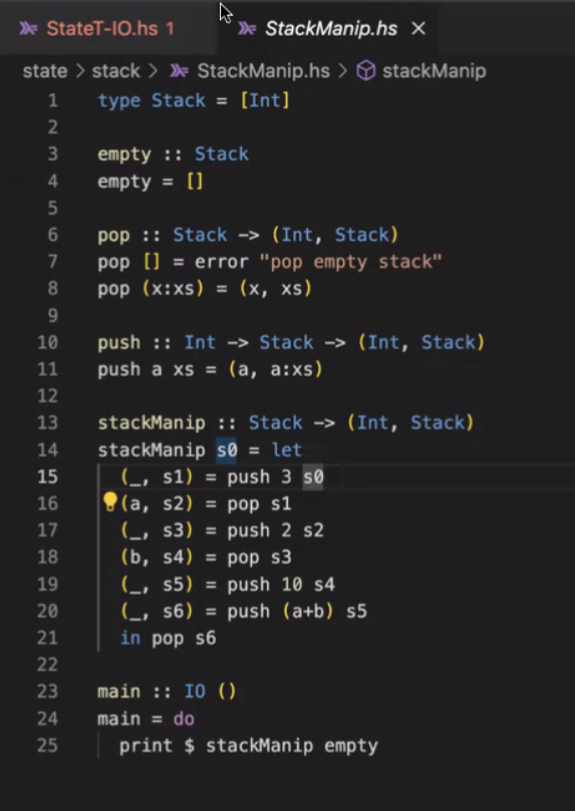 StateT-IO.hs 1 StackManip.hs ×
state > stack > StackManip.hs > stackManip
1 type Stack = [Int]
2
3 empty :: Stack
4 empty = []
5
6 pop :: Stack -> (Int, Stack)
7 pop [] = error "pop empty stack"
8 pop (x:xs) = (x, xs)
9
10 push :: Int -> Stack -> (Int, Stack)
11 push a xs = (a, a:xs)
12
13 stackManip :: Stack -> (Int, Stack)
14 stackManip s0 = let
15   (_, s1) = push 3 s0
16   (a, s2) = pop s1
17   (_, s3) = push 2 s2
18   (b, s4) = pop s3
19   (_, s5) = push 10 s4
20   (_, s6) = push (a+b) s5
21   in pop s6
22
23 main :: IO ()
24 main = do
25   print $ stackManip empty